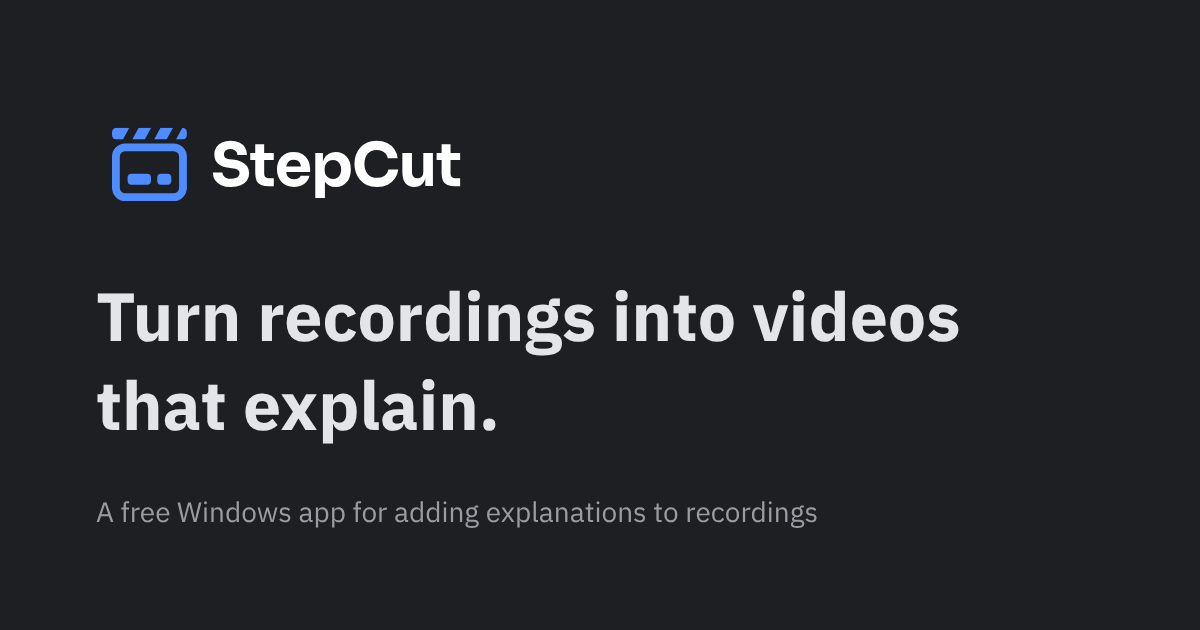 StepCut
Turn recordings into videos
that explain.
A free Windows app for adding explanations to recordings